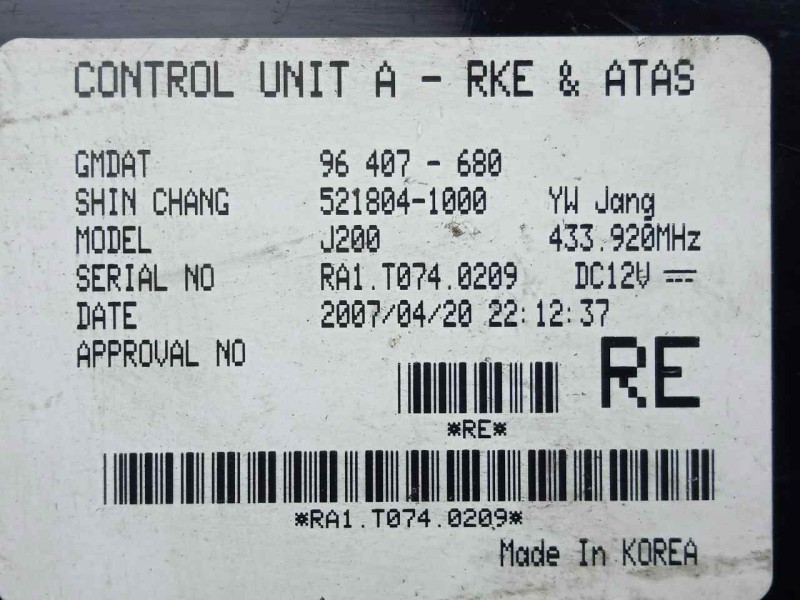 CONTROL UNIT A - RKE & ATAS
GMDAT 96 407 - 680
SHIN CHANG 521804-1000 YW Jang
MODEL J200 433.920MHz
SERIAL NO RA1.T074.0209 DC12V ⎓
DATE 2007/04/20 22:12:37
APPROVAL NO
RE
*RE*
*RA1.T074.0209*
Made In KOREA